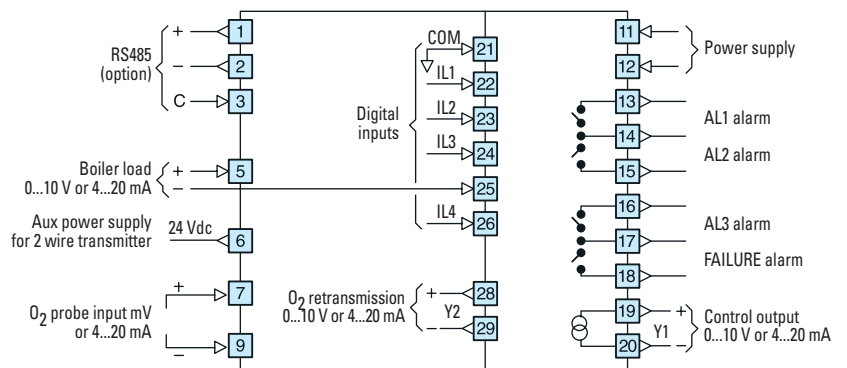 RS485
(option)
+
1
−
2
C
3
Boiler load
0...10 V or 4...20 mA
+
−
5
Aux power supply
for 2 wire transmitter
24 Vdc
6
O2 probe input mV
or 4...20 mA
+
7
−
9
Digital
inputs
COM
21
IL1
22
IL2
23
IL3
24
25
IL4
26
O2 retransmission
0...10 V or 4...20 mA
+
28
Y2
−
29
11
12
Power supply
13
AL1 alarm
14
AL2 alarm
15
16
AL3 alarm
17
FAILURE alarm
18
19
+
Y1
20
−
Control output
0...10 V or 4...20 mA